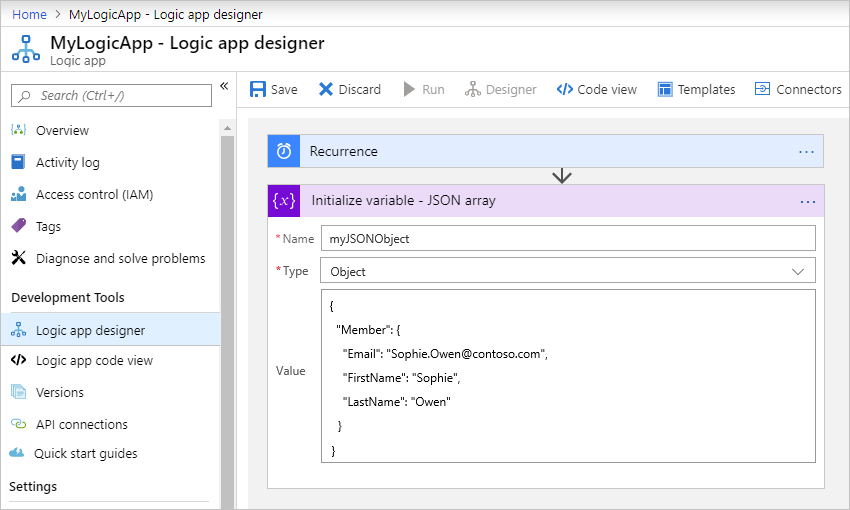 Home > MyLogicApp - Logic app designer
MyLogicApp - Logic app designer
Logic app
Search (Ctrl+/)
«
Overview
Activity log
Access control (IAM)
Tags
Diagnose and solve problems
Development Tools
Logic app designer
Logic app code view
Versions
API connections
Quick start guides
Settings
Save Discard Run Designer </> Code view Templates Connectors
Recurrence ...
{x} Initialize variable - JSON array ...
* Name myJSONObject
* Type Object
Value
{
"Member": {
"Email": "Sophie.Owen@contoso.com",
"FirstName": "Sophie",
"LastName": "Owen"
}
}